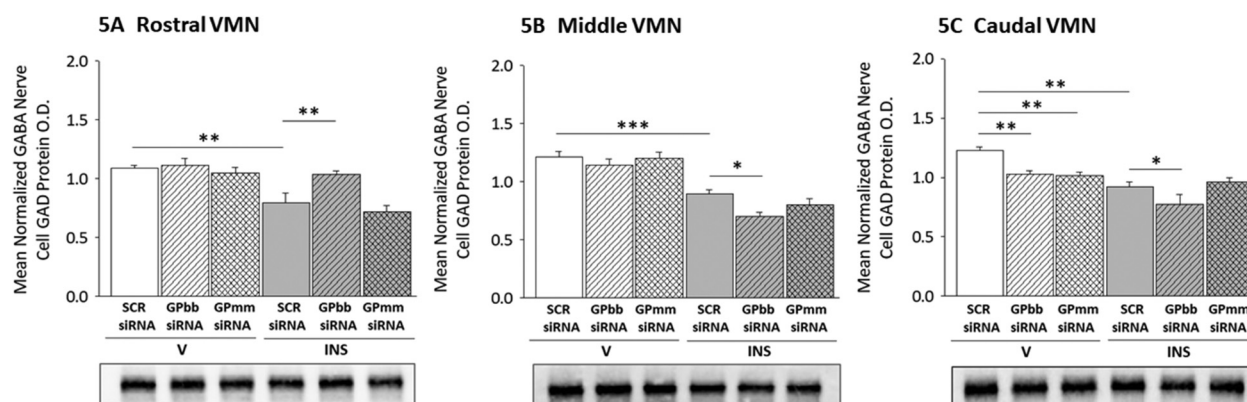 5A Rostral VMN
Mean Normalized GABA Nerve
Cell GAD Protein O.D.
2.0
1.5
1.0
0.5
0.0
**
**
SCR GPbb GPmm SCR GPbb GPmm
siRNA siRNA siRNA siRNA siRNA siRNA
V INS
5B Middle VMN
Mean Normalized GABA Nerve
Cell GAD Protein O.D.
2.0
1.5
1.0
0.5
0.0
***
*
SCR GPbb GPmm SCR GPbb GPmm
siRNA siRNA siRNA siRNA siRNA siRNA
V INS
5C Caudal VMN
Mean Normalized GABA Nerve
Cell GAD Protein O.D.
2.0
1.5
1.0
0.5
0.0
**
**
**
*
SCR GPbb GPmm SCR GPbb GPmm
siRNA siRNA siRNA siRNA siRNA siRNA
V INS